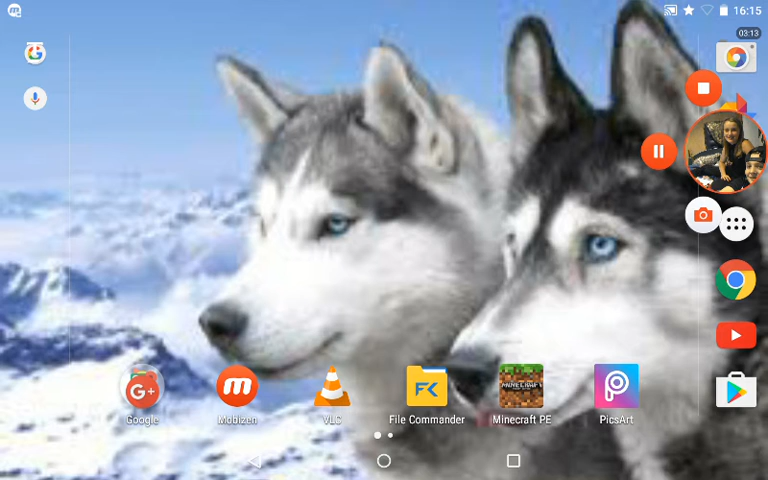 16:15
03:13
Google
Mobizen
VLC
File Commander
Minecraft PE
PicsArt